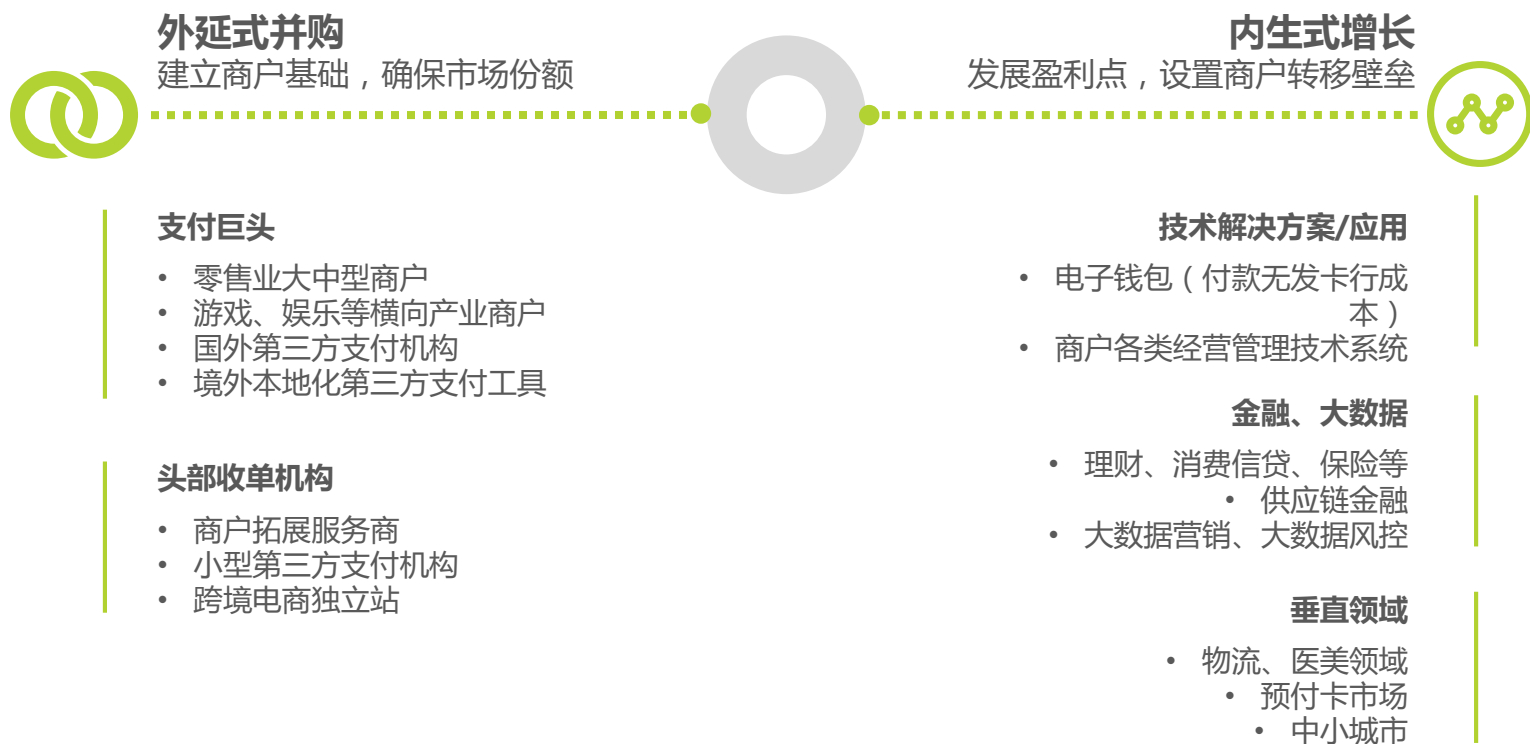 外延式并购
建立商户基础，确保市场份额
内生式增长
发展盈利点，设置商户转移壁垒
支付巨头
• 零售业大中型商户
• 游戏、娱乐等横向产业商户
• 国外第三方支付机构
• 境外本地化第三方支付工具
头部收单机构
• 商户拓展服务商
• 小型第三方支付机构
• 跨境电商独立站
技术解决方案/应用
• 电子钱包（付款无发卡行成
本）
• 商户各类经营管理技术系统
金融、大数据
• 理财、消费信贷、保险等
• 供应链金融
• 大数据营销、大数据风控
垂直领域
• 物流、医美领域
• 预付卡市场
• 中小城市